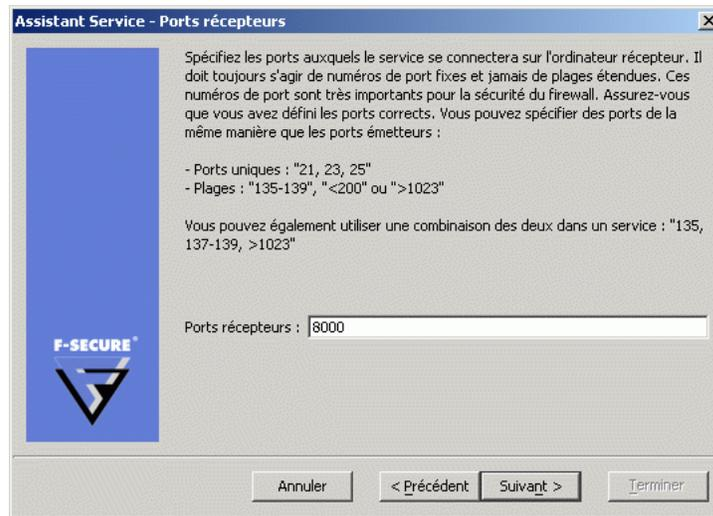 Assistant Service - Ports récepteurs
Spécifiez les ports auxquels le service se connectera sur l'ordinateur récepteur. Il
doit toujours s'agir de numéros de port fixes et jamais de plages étendues. Ces
numéros de port sont très importants pour la sécurité du firewall. Assurez-vous
que vous avez défini les ports corrects. Vous pouvez spécifier des ports de la
même manière que les ports émetteurs :
- Ports uniques : "21, 23, 25"
- Plages : "135-139", "<200" ou ">1023"
Vous pouvez également utiliser une combinaison des deux dans un service : "135,
137-139, >1023"
Ports récepteurs : 8000
F-SECURE®
Annuler < Précédent Suivant > Terminer